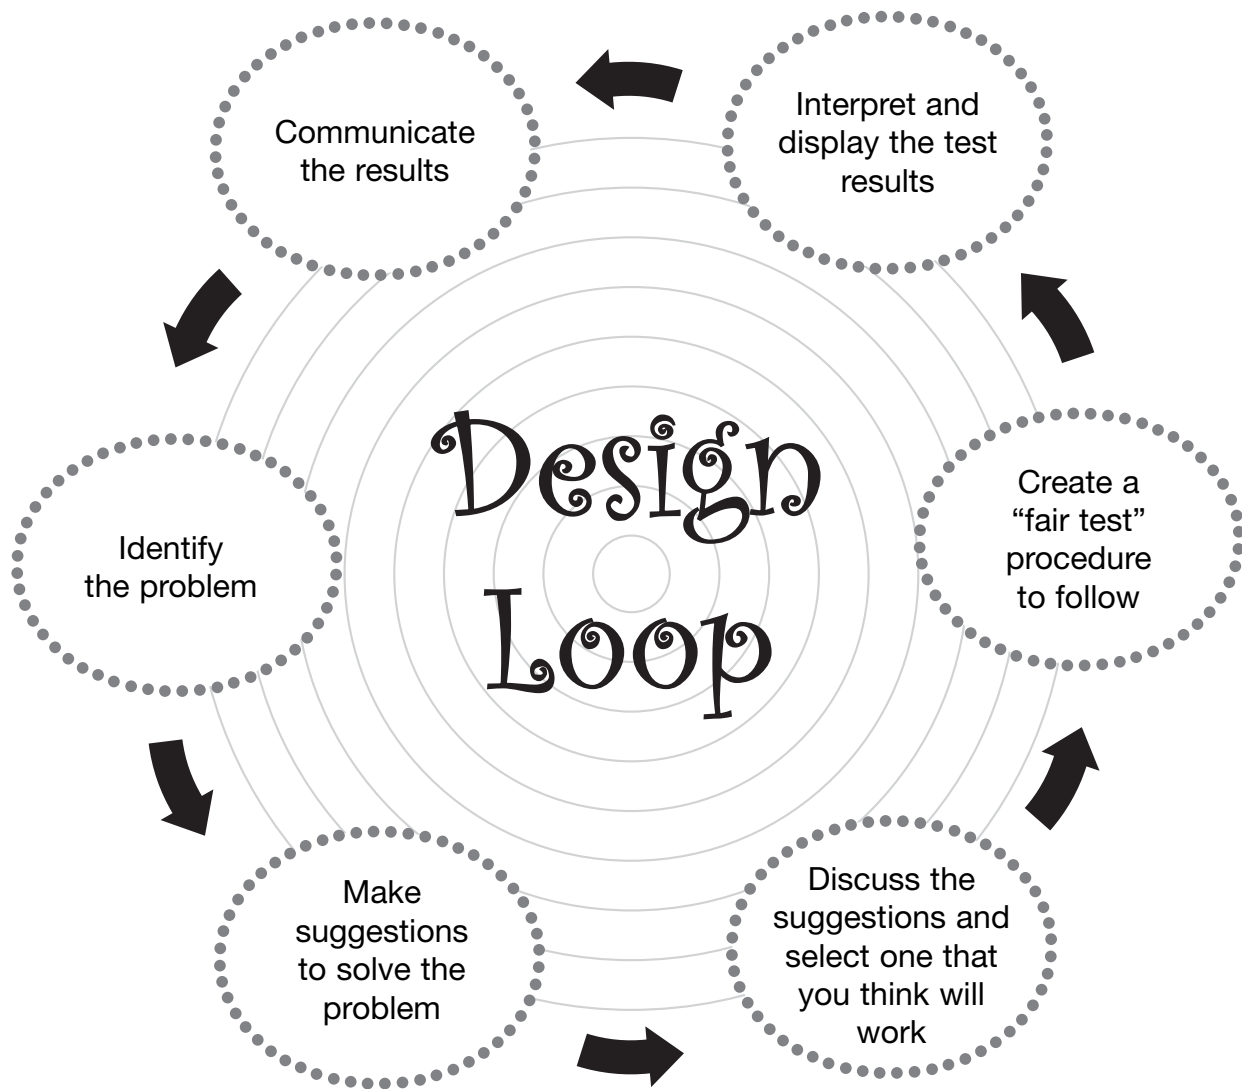 Communicate
the results
Interpret and
display the test
results
Design
Loop
Identify
the problem
Create a
“fair test”
procedure
to follow
Make
suggestions
to solve the
problem
Discuss the
suggestions and
select one that
you think will
work